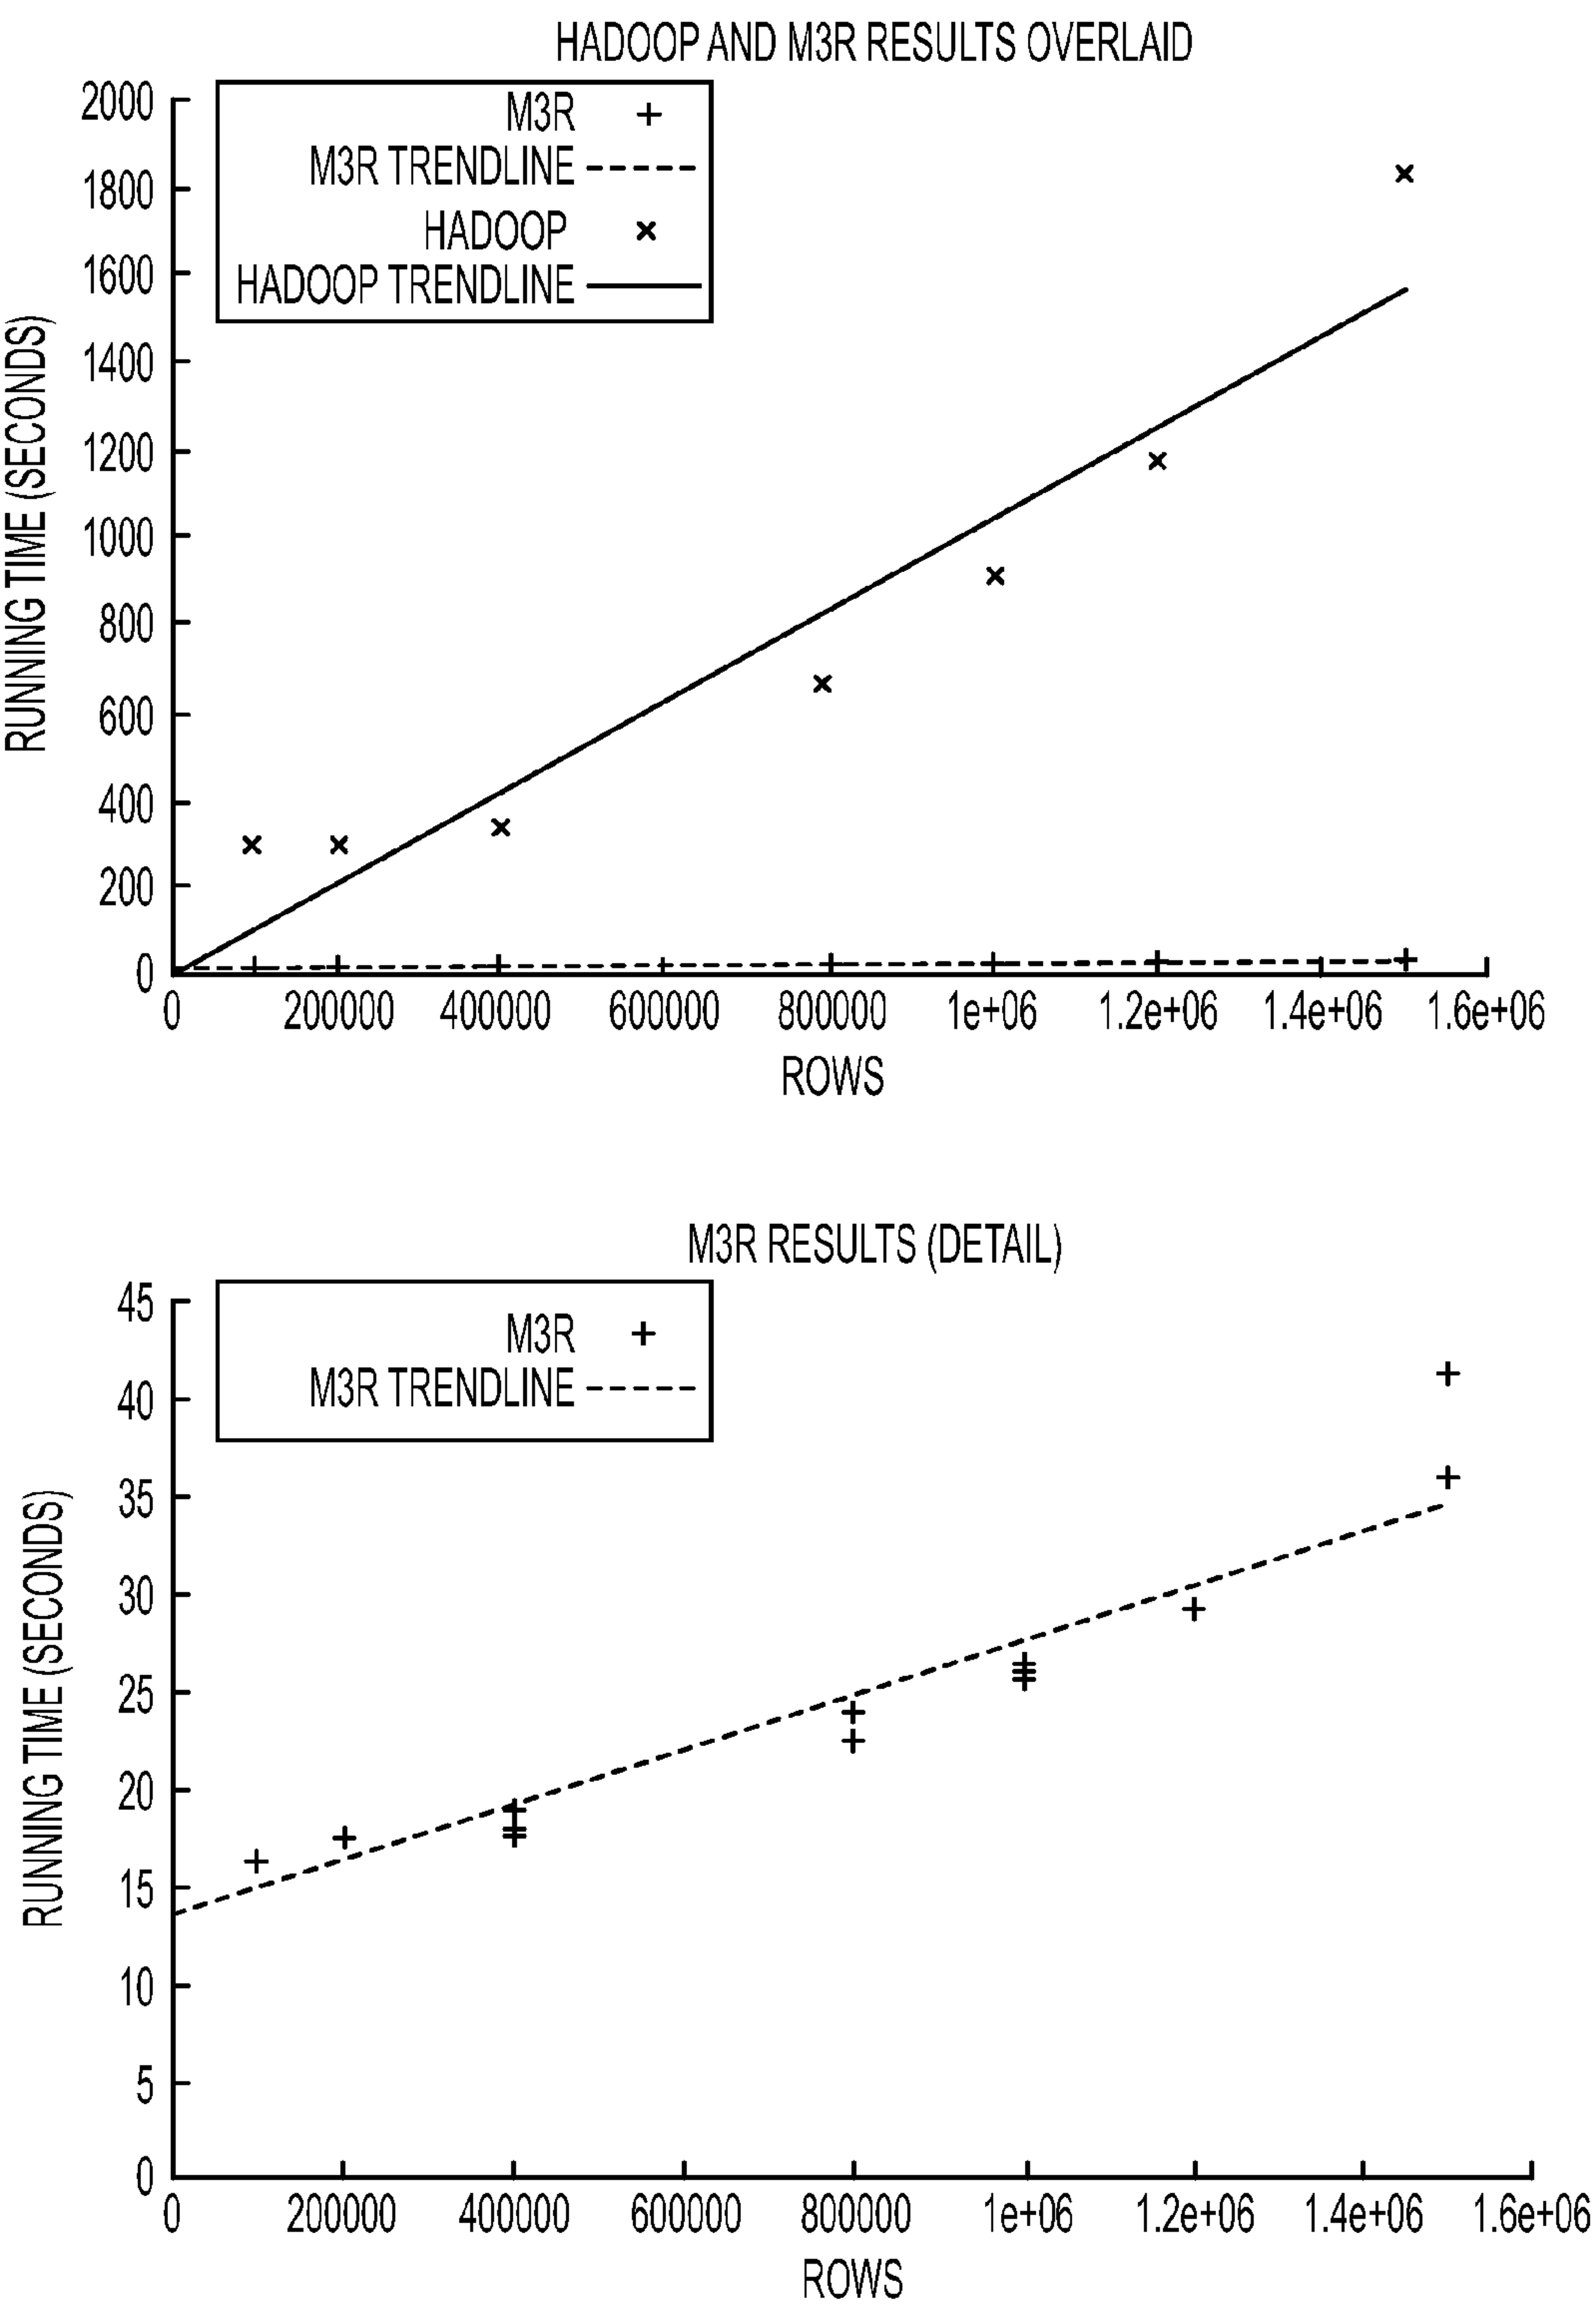 HADOOP AND M3R RESULTS OVERLAID
M3R
M3R TRENDLINE
HADOOP
HADOOP TRENDLINE
2000
1800
1600
1400
1200
1000
800
600
400
200
0
RUNNING TIME (SECONDS)
0 200000 400000 600000 800000 1e+06 1.2e+06 1.4e+06 1.6e+06
ROWS
M3R RESULTS (DETAIL)
M3R
M3R TRENDLINE
45
40
35
30
25
20
15
10
5
0
RUNNING TIME (SECONDS)
0 200000 400000 600000 800000 1e+06 1.2e+06 1.4e+06 1.6e+06
ROWS